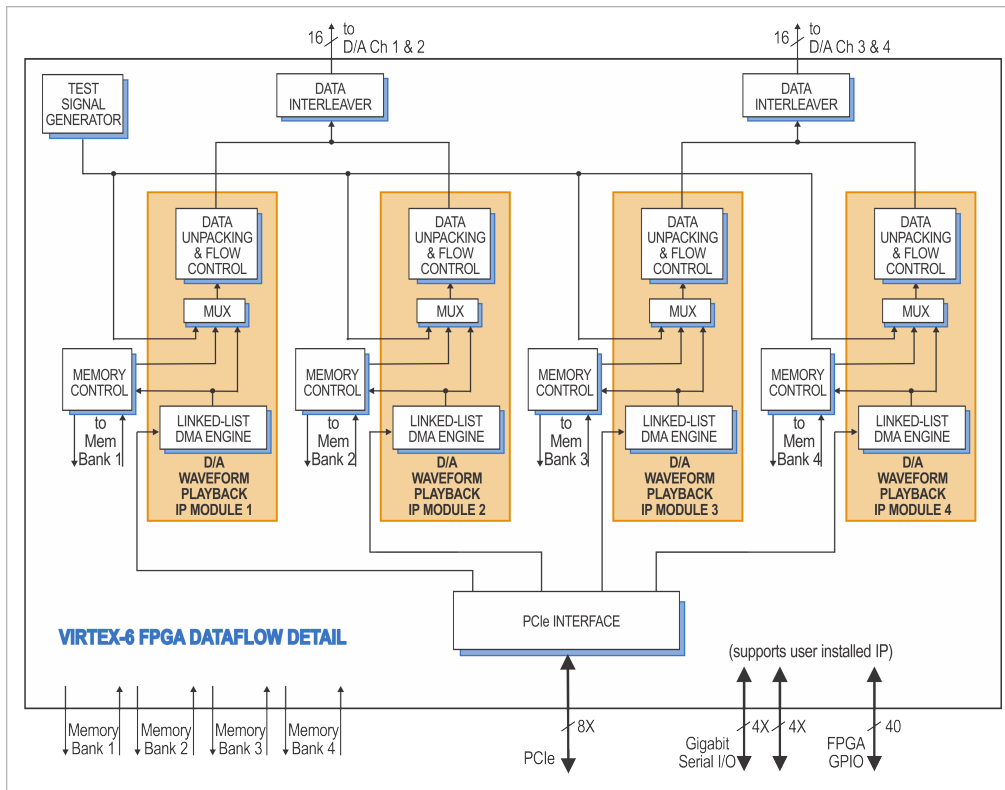 16
to
D/A Ch 1 & 2
16
to
D/A Ch 3 & 4
TEST
SIGNAL
GENERATOR
DATA
INTERLEAVER
DATA
INTERLEAVER
DATA
UNPACKING
& FLOW
CONTROL
DATA
UNPACKING
& FLOW
CONTROL
DATA
UNPACKING
& FLOW
CONTROL
DATA
UNPACKING
& FLOW
CONTROL
MUX
MUX
MUX
MUX
MEMORY
CONTROL
MEMORY
CONTROL
MEMORY
CONTROL
MEMORY
CONTROL
to
Mem
Bank 1
LINKED-LIST
DMA ENGINE
D/A
WAVEFORM
PLAYBACK
IP MODULE 1
to
Mem
Bank 2
LINKED-LIST
DMA ENGINE
D/A
WAVEFORM
PLAYBACK
IP MODULE 2
to
Mem
Bank 3
LINKED-LIST
DMA ENGINE
D/A
WAVEFORM
PLAYBACK
IP MODULE 3
to
Mem
Bank 4
LINKED-LIST
DMA ENGINE
D/A
WAVEFORM
PLAYBACK
IP MODULE 4
PCIe INTERFACE
VIRTEX-6 FPGA DATAFLOW DETAIL
(supports user installed IP)
Memory
Bank 1
Memory
Bank 2
Memory
Bank 3
Memory
Bank 4
8X
PCIe
4X
4X
Gigabit
Serial I/O
40
FPGA
GPIO